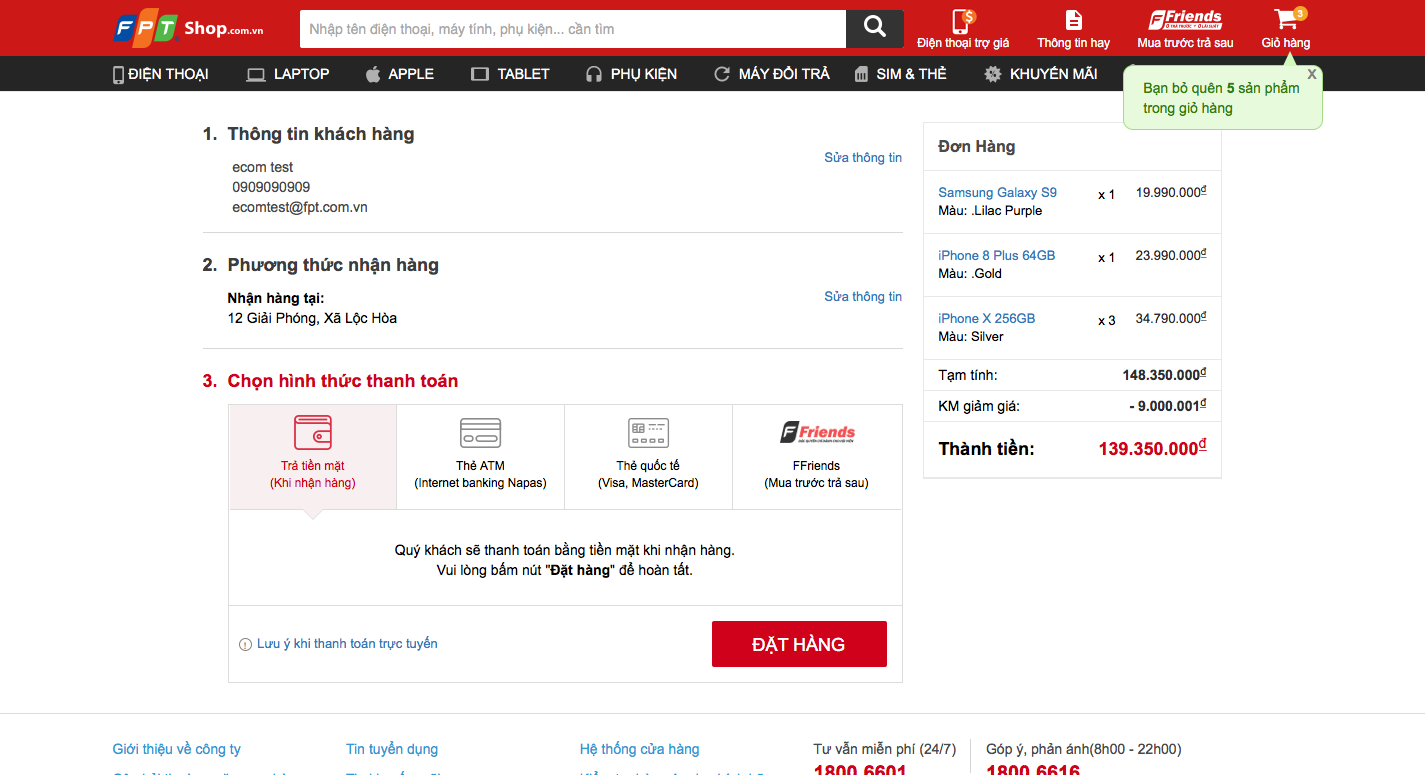 FPT Shop.com.vn
Nhập tên điện thoại, máy tính, phụ kiện... cần tìm
Điện thoại trợ giá
Thông tin hay
FFriends
Mua trước trả sau
3
Giỏ hàng
ĐIỆN THOẠI
LAPTOP
APPLE
TABLET
PHỤ KIỆN
MÁY ĐỔI TRẢ
SIM & THẺ
KHUYẾN MÃI
X
Bạn bỏ quên 5 sản phẩm
trong giỏ hàng
1. Thông tin khách hàng
Sửa thông tin
ecom test
0909090909
ecomtest@fpt.com.vn
2. Phương thức nhận hàng
Sửa thông tin
Nhận hàng tại:
12 Giải Phóng, Xã Lộc Hòa
3. Chọn hình thức thanh toán
Trả tiền mặt
(Khi nhận hàng)
Thẻ ATM
(Internet banking Napas)
Thẻ quốc tế
(Visa, MasterCard)
FFriends
FFriends
(Mua trước trả sau)
Quý khách sẽ thanh toán bằng tiền mặt khi nhận hàng.
Vui lòng bấm nút "Đặt hàng" để hoàn tất.
Lưu ý khi thanh toán trực tuyến
ĐẶT HÀNG
Đơn Hàng
Samsung Galaxy S9 x 1 19.990.000đ
Màu: .Lilac Purple
iPhone 8 Plus 64GB x 1 23.990.000đ
Màu: .Gold
iPhone X 256GB x 3 34.790.000đ
Màu: Silver
Tạm tính: 148.350.000đ
KM giảm giá: - 9.000.001đ
Thành tiền: 139.350.000đ
Giới thiệu về công ty
Tin tuyển dụng
Hệ thống cửa hàng
Tư vấn miễn phí (24/7)
1800 6601
Góp ý, phản ánh(8h00 - 22h00)
1800 6616